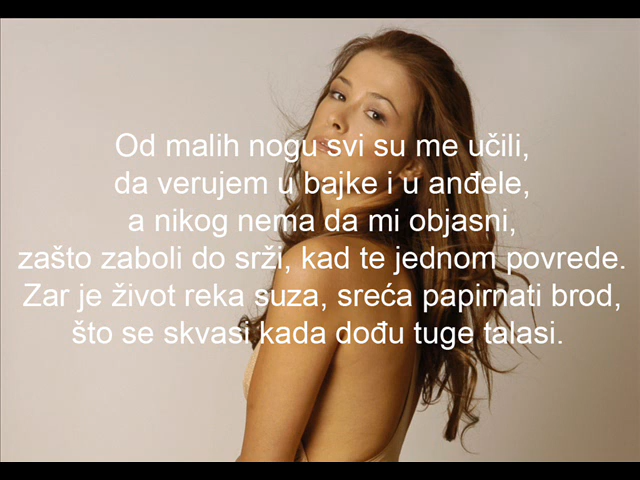 Od malih nogu svi su me učili,
da verujem u bajke i u anđele,
a nikog nema da mi objasni,
zašto zaboli do srži, kad te jednom povrede.
Zar je život reka suza, sreća papirnati brod,
što se skvasi kada dođu tuge talasi.